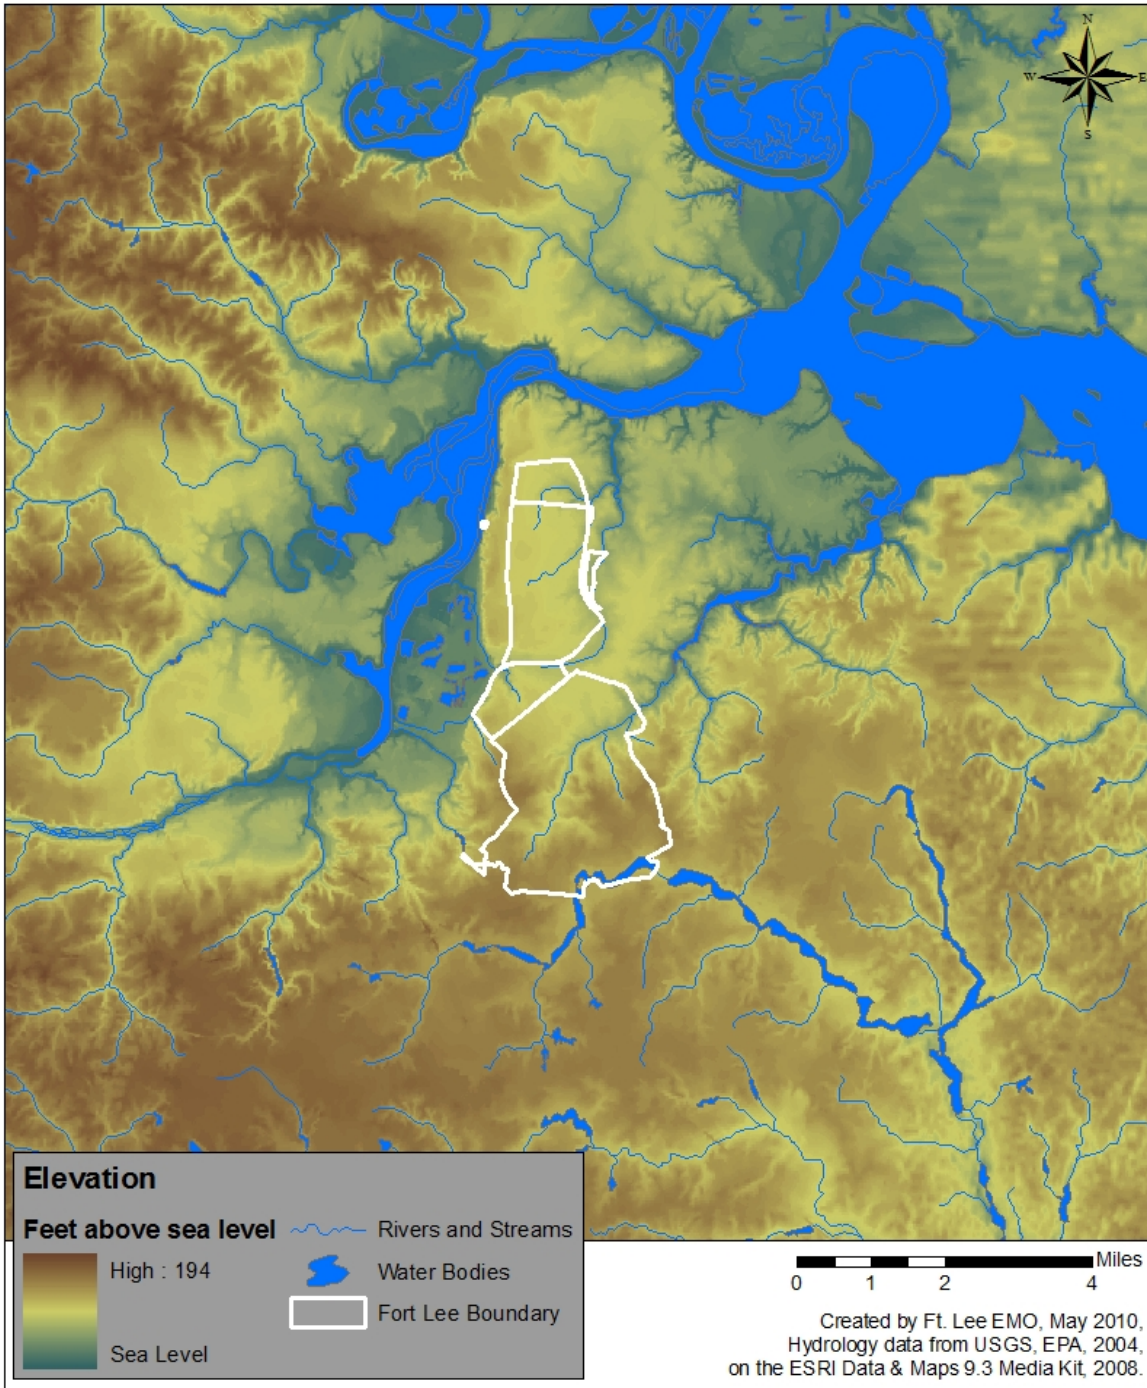 N
W E
S
Elevation
Feet above sea level
High : 194
Sea Level
Rivers and Streams
Water Bodies
Fort Lee Boundary
Miles
0 1 2 4
Created by Ft. Lee EMO, May 2010,
Hydrology data from USGS, EPA, 2004,
on the ESRI Data & Maps 9.3 Media Kit, 2008.